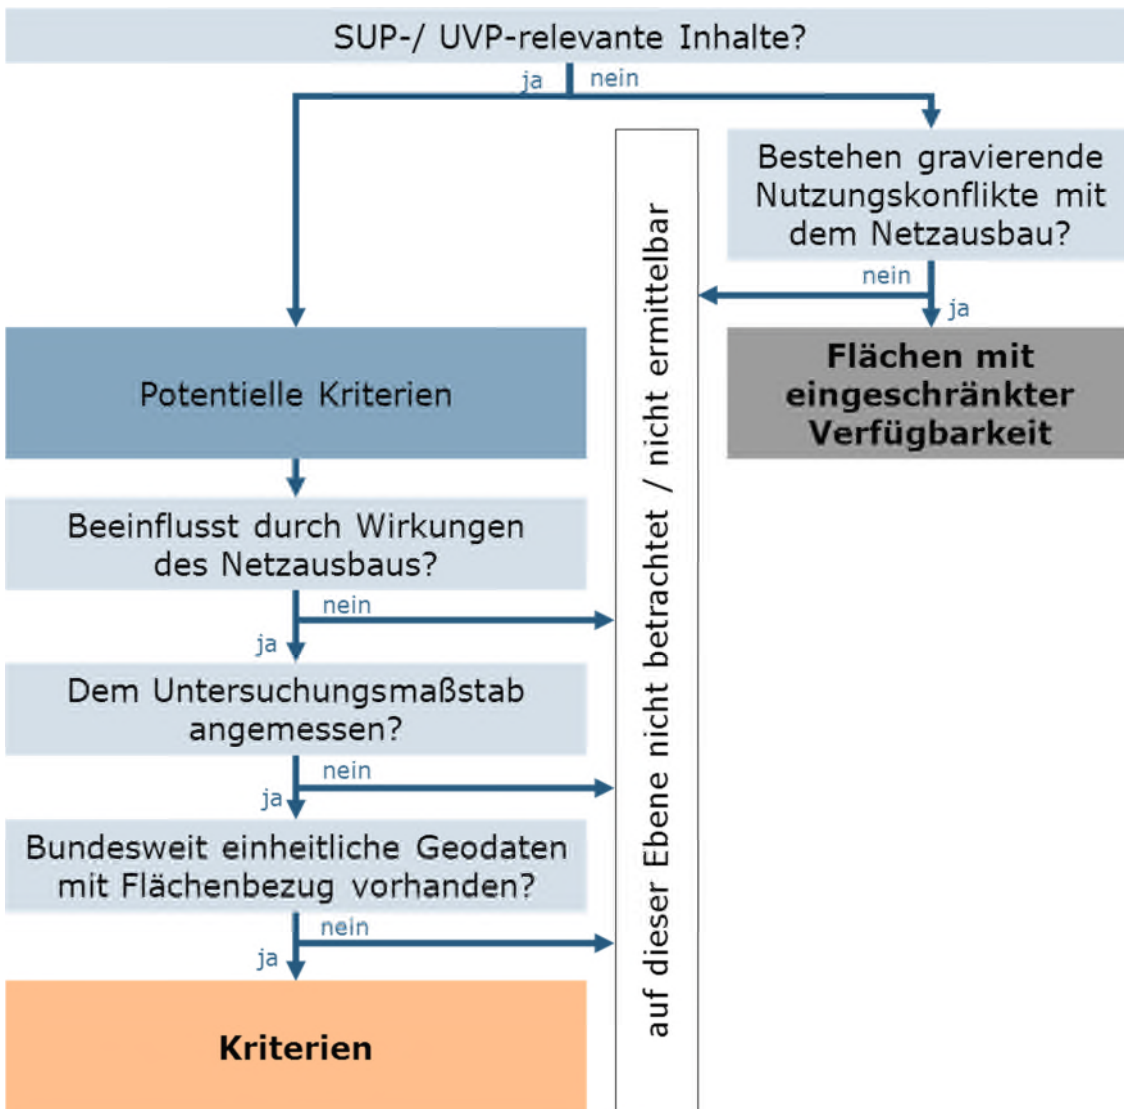 SUP-/ UVP-relevante Inhalte?
ja
nein
Bestehen gravierende
Nutzungskonflikte mit
dem Netzausbau?
nein
ja
Flächen mit
eingeschränkter
Verfügbarkeit
Potentielle Kriterien
Beeinflusst durch Wirkungen
des Netzausbaus?
nein
ja
Dem Untersuchungsmaßstab
angemessen?
nein
ja
Bundesweit einheitliche Geodaten
mit Flächenbezug vorhanden?
nein
ja
Kriterien
auf dieser Ebene nicht betrachtet / nicht ermittelbar